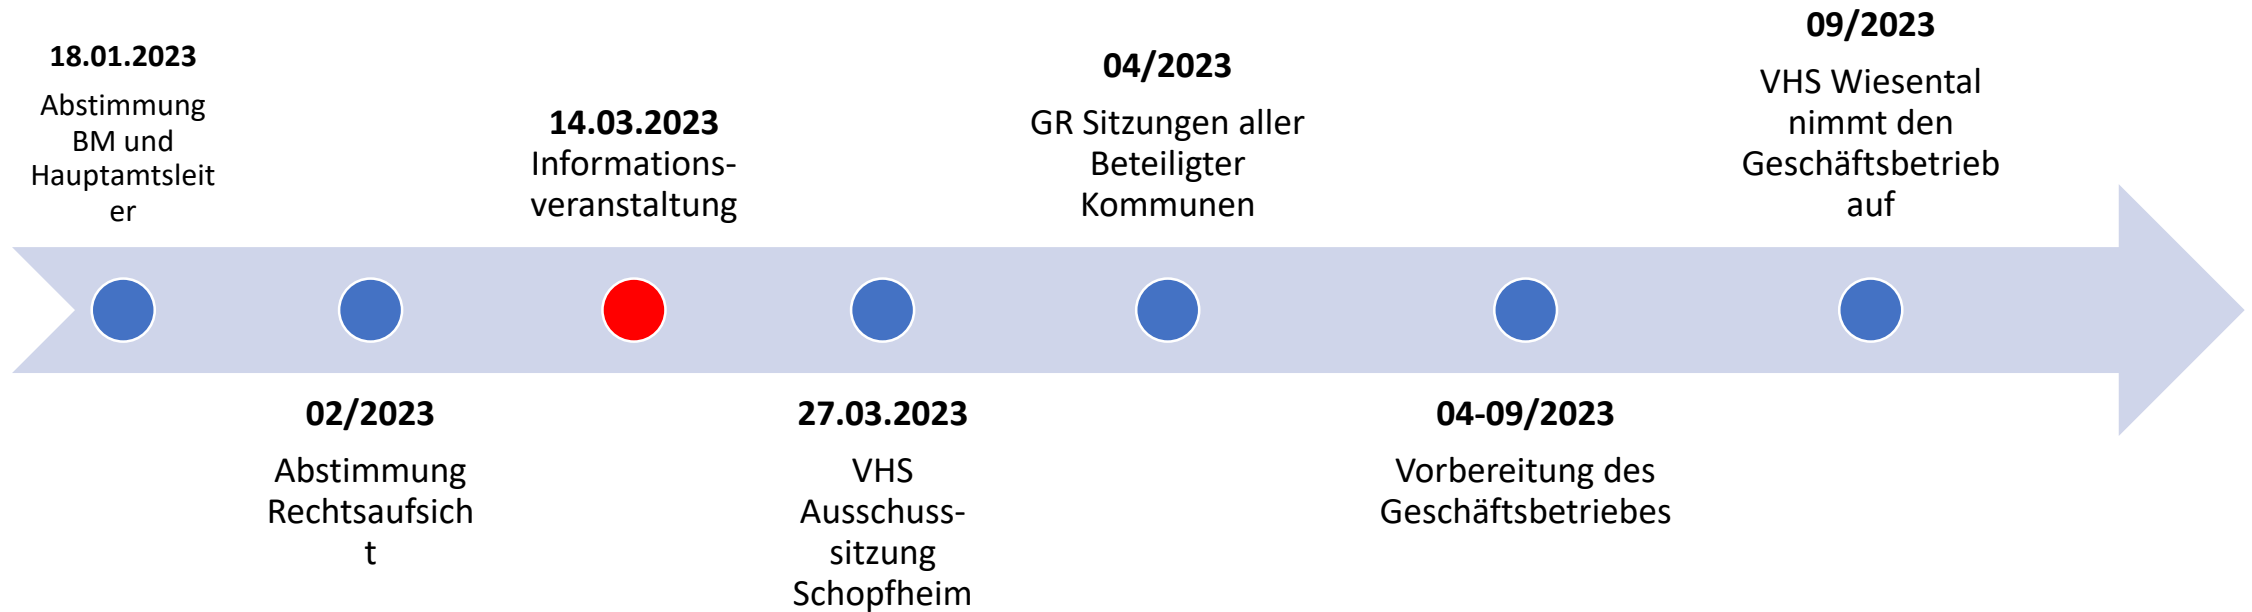 18.01.2023
Abstimmung
BM und
Hauptamtsleit
er
02/2023
Abstimmung
Rechtsaufsich
t
14.03.2023
Informations-
veranstaltung
27.03.2023
VHS
Ausschuss-
sitzung
Schopfheim
04/2023
GR Sitzungen aller
Beteiligter
Kommunen
04-09/2023
Vorbereitung des
Geschäftsbetriebes
09/2023
VHS Wiesental
nimmt den
Geschäftsbetrieb
auf